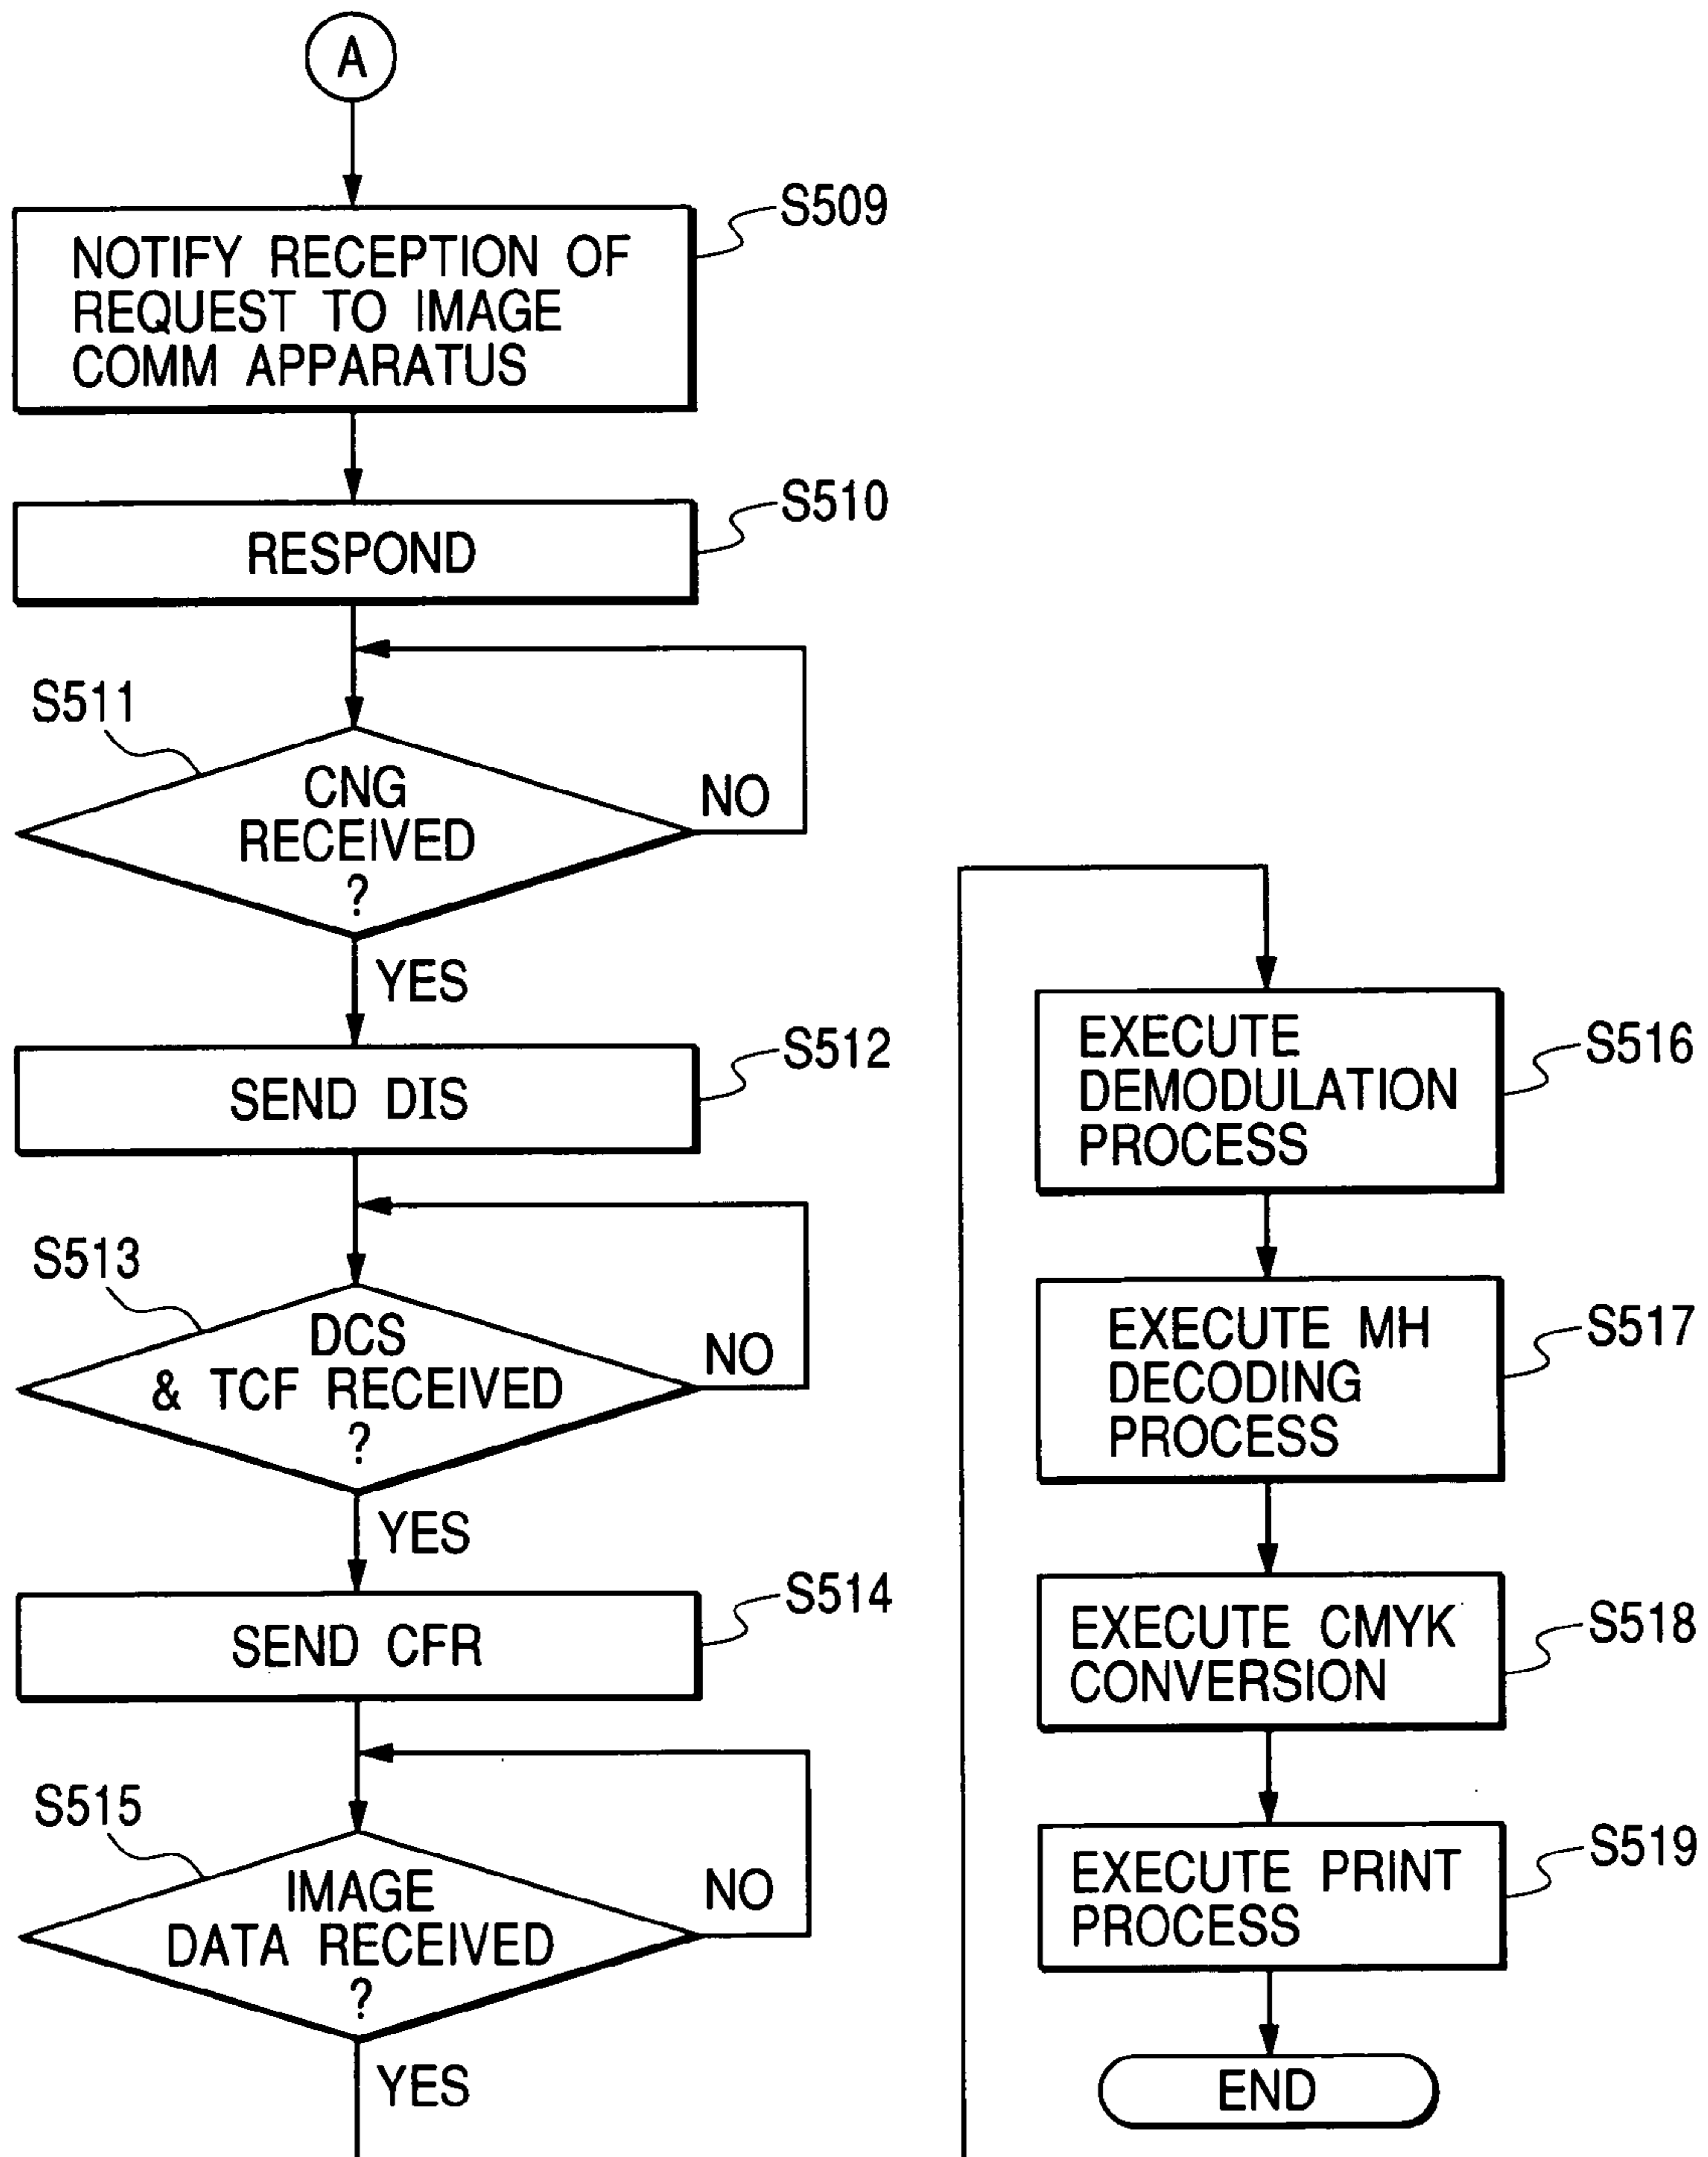 A
S509
NOTIFY RECEPTION OF
REQUEST TO IMAGE
COMM APPARATUS
S510
RESPOND
S511
CNG
RECEIVED
?
NO
YES
S512
SEND DIS
S513
DCS
& TCF RECEIVED
?
NO
YES
S514
SEND CFR
S515
IMAGE
DATA RECEIVED
?
NO
YES
S516
EXECUTE
DEMODULATION
PROCESS
S517
EXECUTE MH
DECODING
PROCESS
S518
EXECUTE CMYK
CONVERSION
S519
EXECUTE PRINT
PROCESS
END